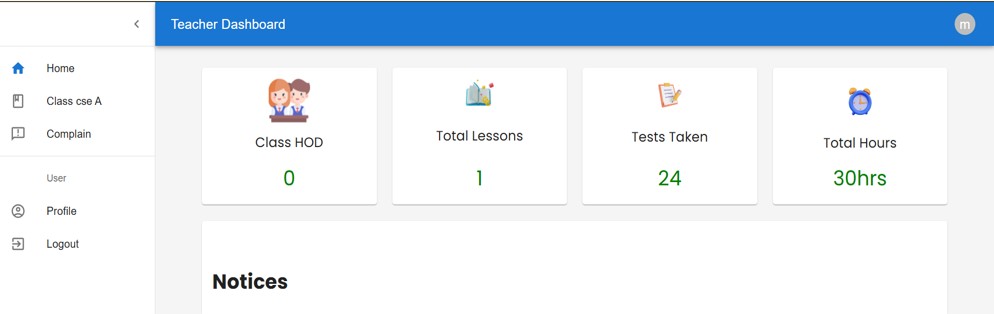 Teacher Dashboard
m
Home
Class cse A
Complain
User
Profile
Logout
Class HOD
0
Total Lessons
1
Tests Taken
24
Total Hours
30hrs
Notices